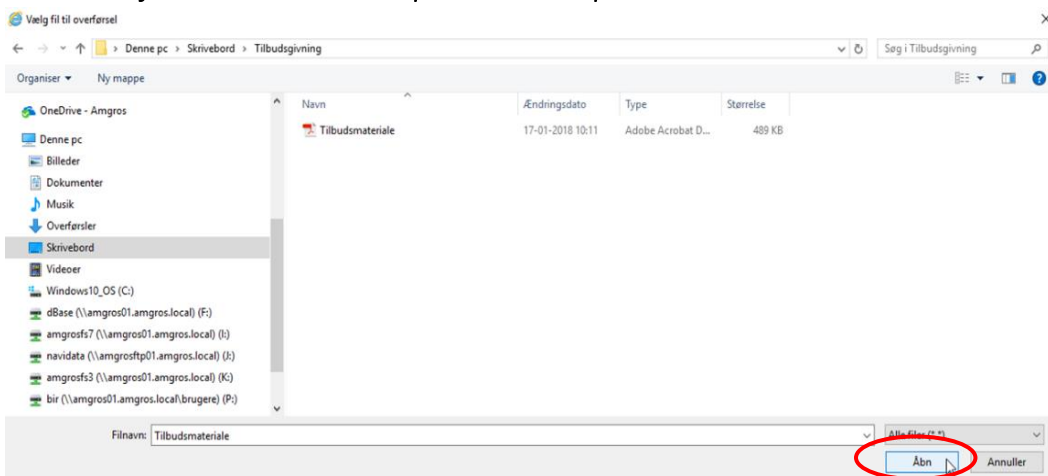 Vælg fil til overførsel
Denne pc > Skrivebord > Tilbudsgivning
Søg i Tilbudsgivning
Organiser
Ny mappe
Navn
Ændringsdato
Type
Størrelse
Tilbudsmateriale
17-01-2018 10:11
Adobe Acrobat D...
489 KB
OneDrive - Amgros
Denne pc
Billeder
Dokumenter
Musik
Overførsler
Skrivebord
Videoer
Windows10_OS (C:)
dBase (\\amgros01.amgros.local) (F:)
amgrosfs7 (\\amgros01.amgros.local) (I:)
navidata (\\amgrosftp01.amgros.local) (J:)
amgrosfs3 (\\amgros01.amgros.local) (K:)
bir (\\amgros01.amgros.local\brugere) (P:)
Filnavn: Tilbudsmateriale
Alle filer (*.*)
Åbn
Annuller